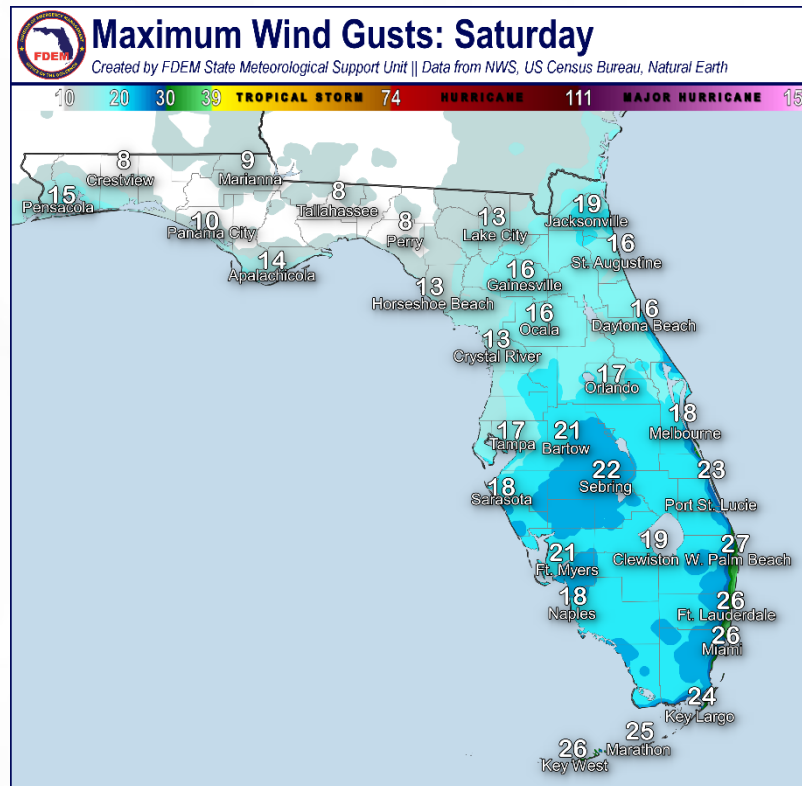 Maximum Wind Gusts: Saturday
Created by FDEM State Meteorological Support Unit || Data from NWS, US Census Bureau, Natural Earth
FDEM
10 20 30 39 TROPICAL STORM 74 HURRICANE 111 MAJOR HURRICANE 15
8
Crestview
9
Marianna
15
Pensacola
8
Tallahassee
10
Panama City
8
Perry
13
Lake City
19
Jacksonville
14
Apalachicola
16
St. Augustine
16
Gainesville
13
Horseshoe Beach
16
Ocala
16
Daytona Beach
13
Crystal River
17
Orlando
18
Melbourne
17
Tampa
21
Bartow
22
Sebring
23
Port St. Lucie
18
Sarasota
19
Clewiston
27
W. Palm Beach
21
Ft. Myers
18
Naples
26
Ft. Lauderdale
26
Miami
24
Key Largo
25
Marathon
26
Key West